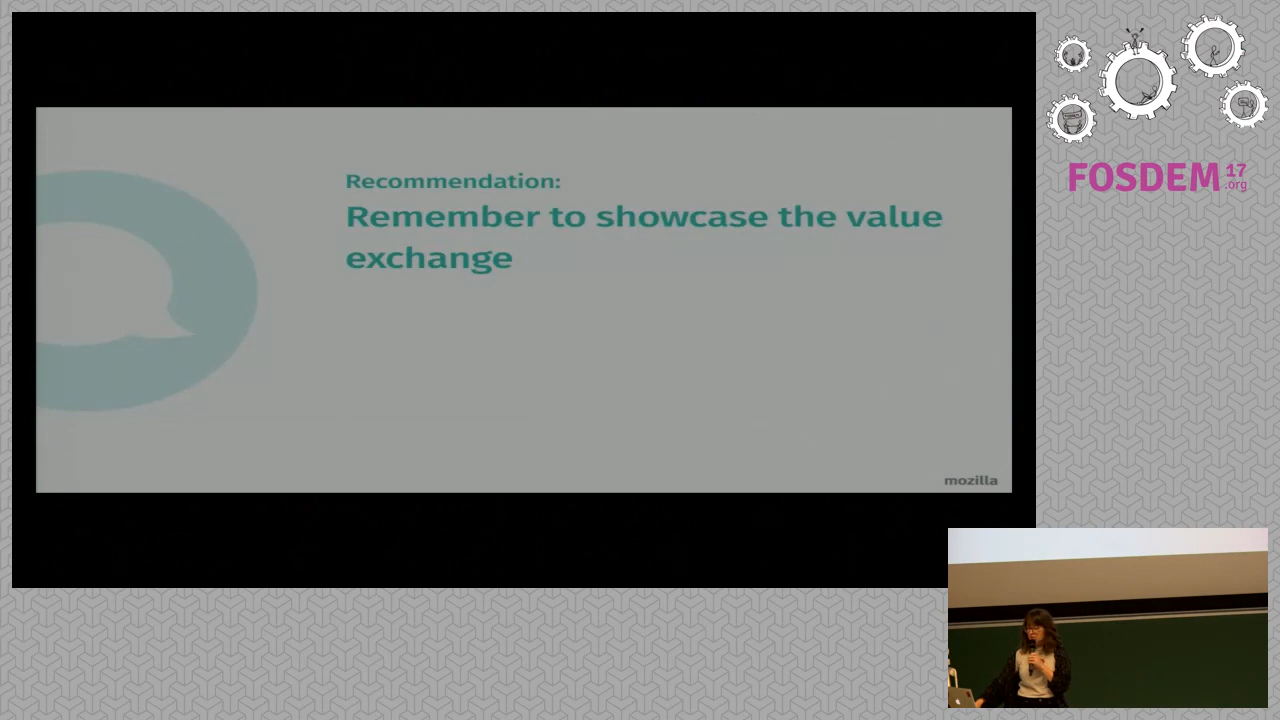 Recommendation:
Remember to showcase the value
exchange
mozilla
FOSDEM 17
.org